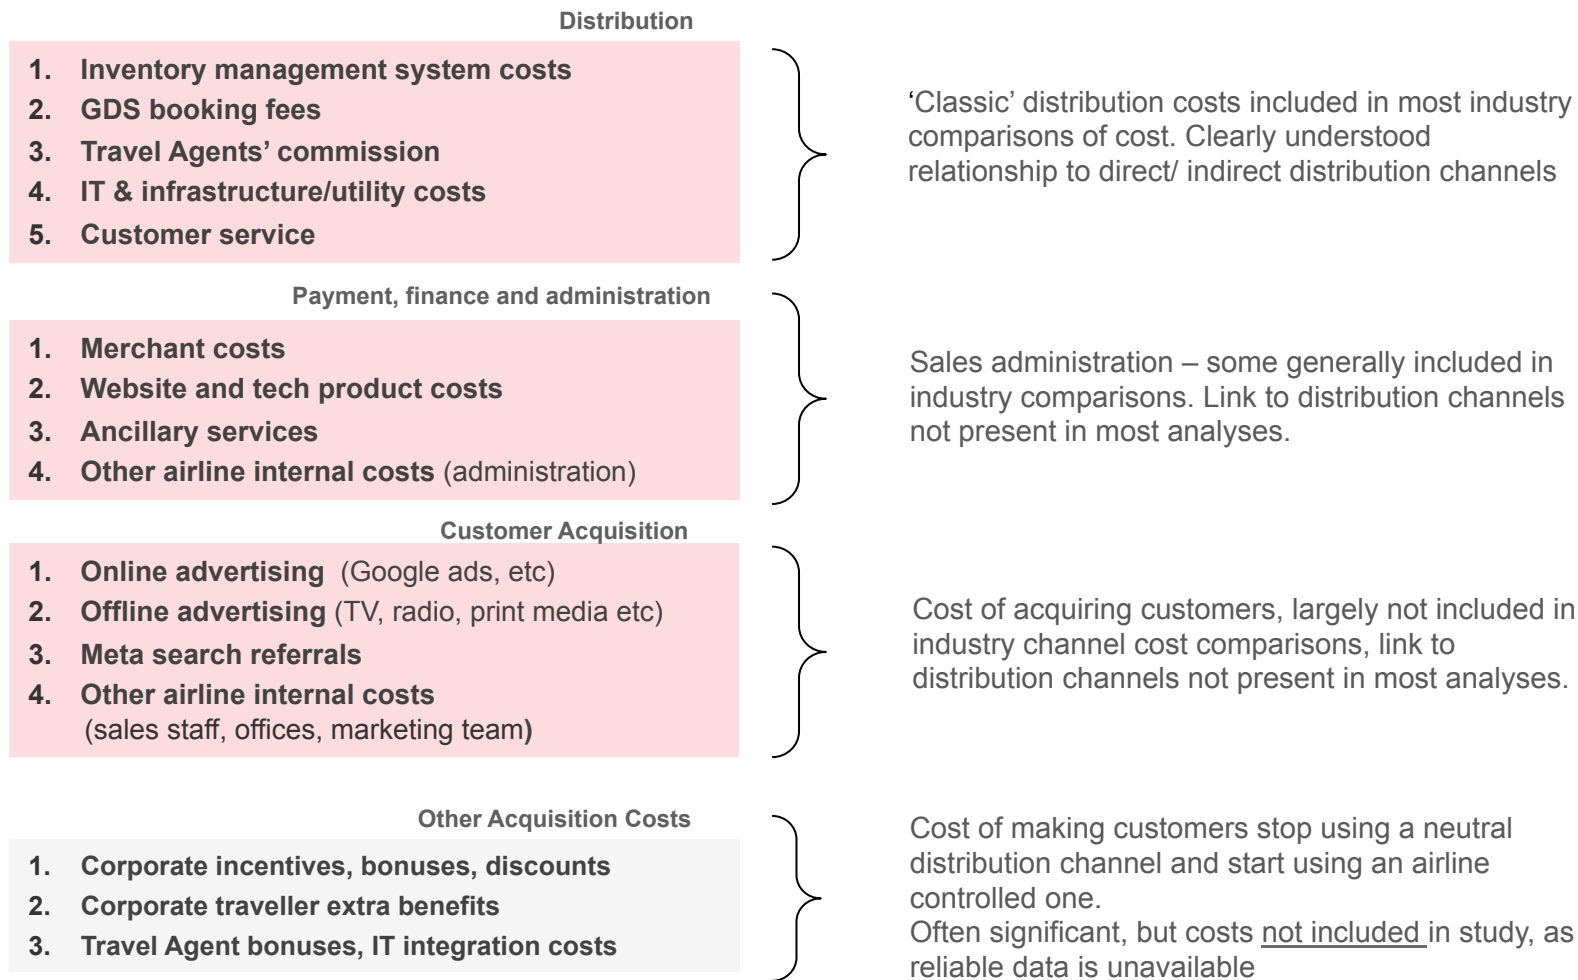 Distribution
1. Inventory management system costs
2. GDS booking fees
3. Travel Agents’ commission
4. IT & infrastructure/utility costs
5. Customer service
‘Classic’ distribution costs included in most industry
comparisons of cost. Clearly understood
relationship to direct/ indirect distribution channels
Payment, finance and administration
1. Merchant costs
2. Website and tech product costs
3. Ancillary services
4. Other airline internal costs (administration)
Sales administration – some generally included in
industry comparisons. Link to distribution channels
not present in most analyses.
Customer Acquisition
1. Online advertising (Google ads, etc)
2. Offline advertising (TV, radio, print media etc)
3. Meta search referrals
4. Other airline internal costs
(sales staff, offices, marketing team)
Cost of acquiring customers, largely not included in
industry channel cost comparisons, link to
distribution channels not present in most analyses.
Other Acquisition Costs
1. Corporate incentives, bonuses, discounts
2. Corporate traveller extra benefits
3. Travel Agent bonuses, IT integration costs
Cost of making customers stop using a neutral
distribution channel and start using an airline
controlled one.
Often significant, but costs not included in study, as
reliable data is unavailable